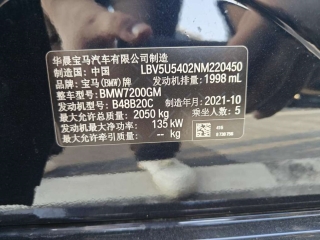 华晨宝马汽车有限公司制造
制造国：中国 LBV5U5402NM220450
品牌：宝马(BMW)牌 发动机排量：1998 mL
整车型号：BMW7200GM
发动机型号：B48B20C 制造年月：2021-10
最大允许总质量：2050 kg 乘坐人数：5
发动机最大净功率：135 kW
最大允许牵引质量：-- kg